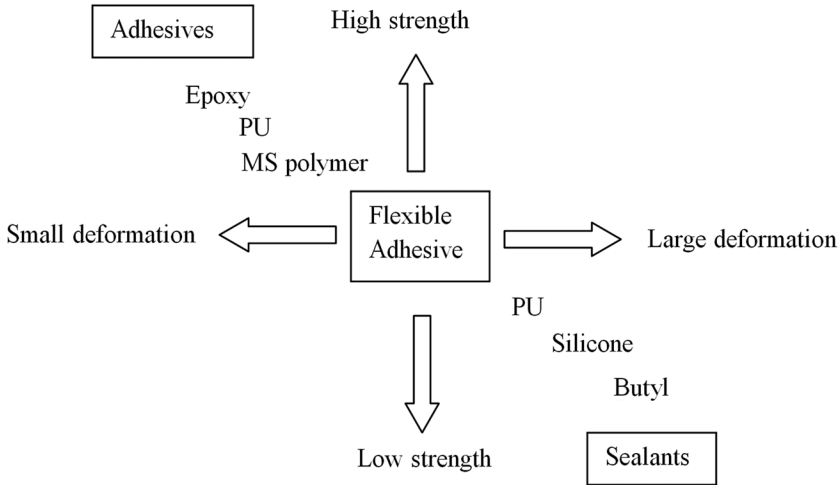 Adhesives
High strength
Epoxy
PU
MS polymer
Flexible
Adhesive
Small deformation
Large deformation
PU
Silicone
Butyl
Low strength
Sealants